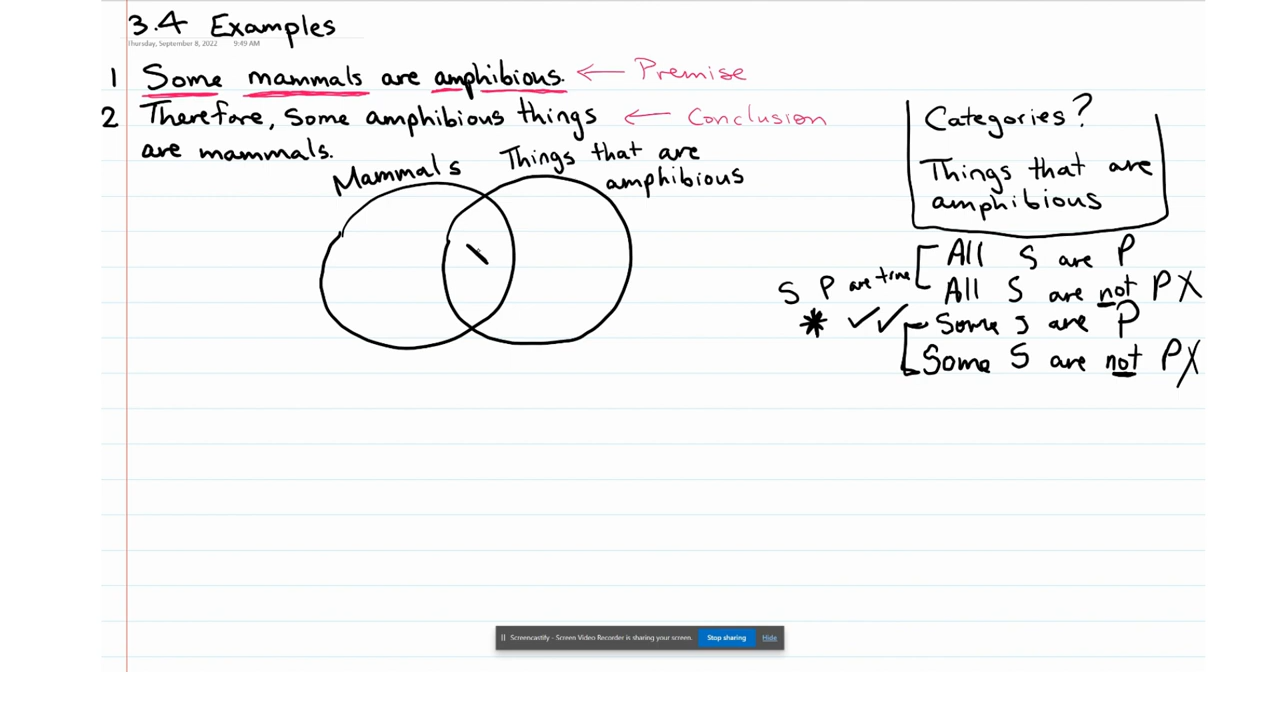 3.4 Examples
Thursday, September 8, 2022 9:49 AM
1 Some mammals are amphibious. ← Premise
2 Therefore, Some amphibious things ← Conclusion
are mammals.
Mammals
Things that are
amphibious
Categories?
Things that are
amphibious
All S are P
S P are true
All S are not P X
* ✓✓ Some s are P
Some S are not P X
Screencastify - Screen Video Recorder is sharing your screen. Stop sharing Hide